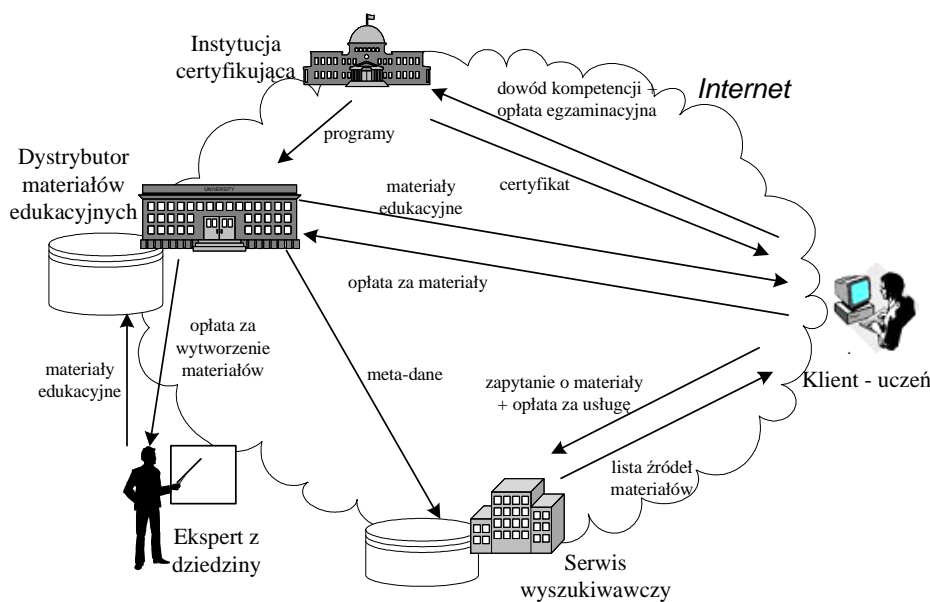 Instytucja
certyfikująca
Internet
dowód kompetencji +
opłata egzaminacyjna
programy
certyfikat
Dystrybutor
materiałów
edukacyjnych
UNIVERSITY
materiały
edukacyjne
opłata za materiały
opłata za
wytworzenie
materiałów
materiały
edukacyjne
meta-dane
zapytanie o materiały
+ opłata za usługę
Klient - uczeń
lista źródeł
materiałów
Ekspert z
dziedziny
Serwis
wyszukiwawczy